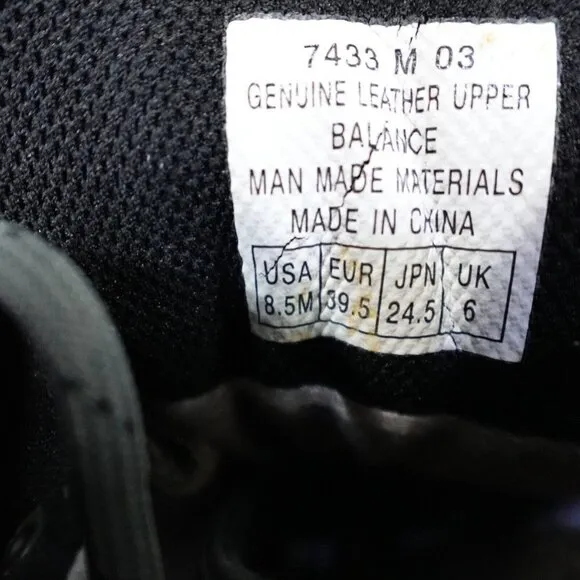 7433 M 03
GENUINE LEATHER UPPER
BALANCE
MAN MADE MATERIALS
MADE IN CHINA
USA EUR JPN UK
8.5M 39.5 24.5 6